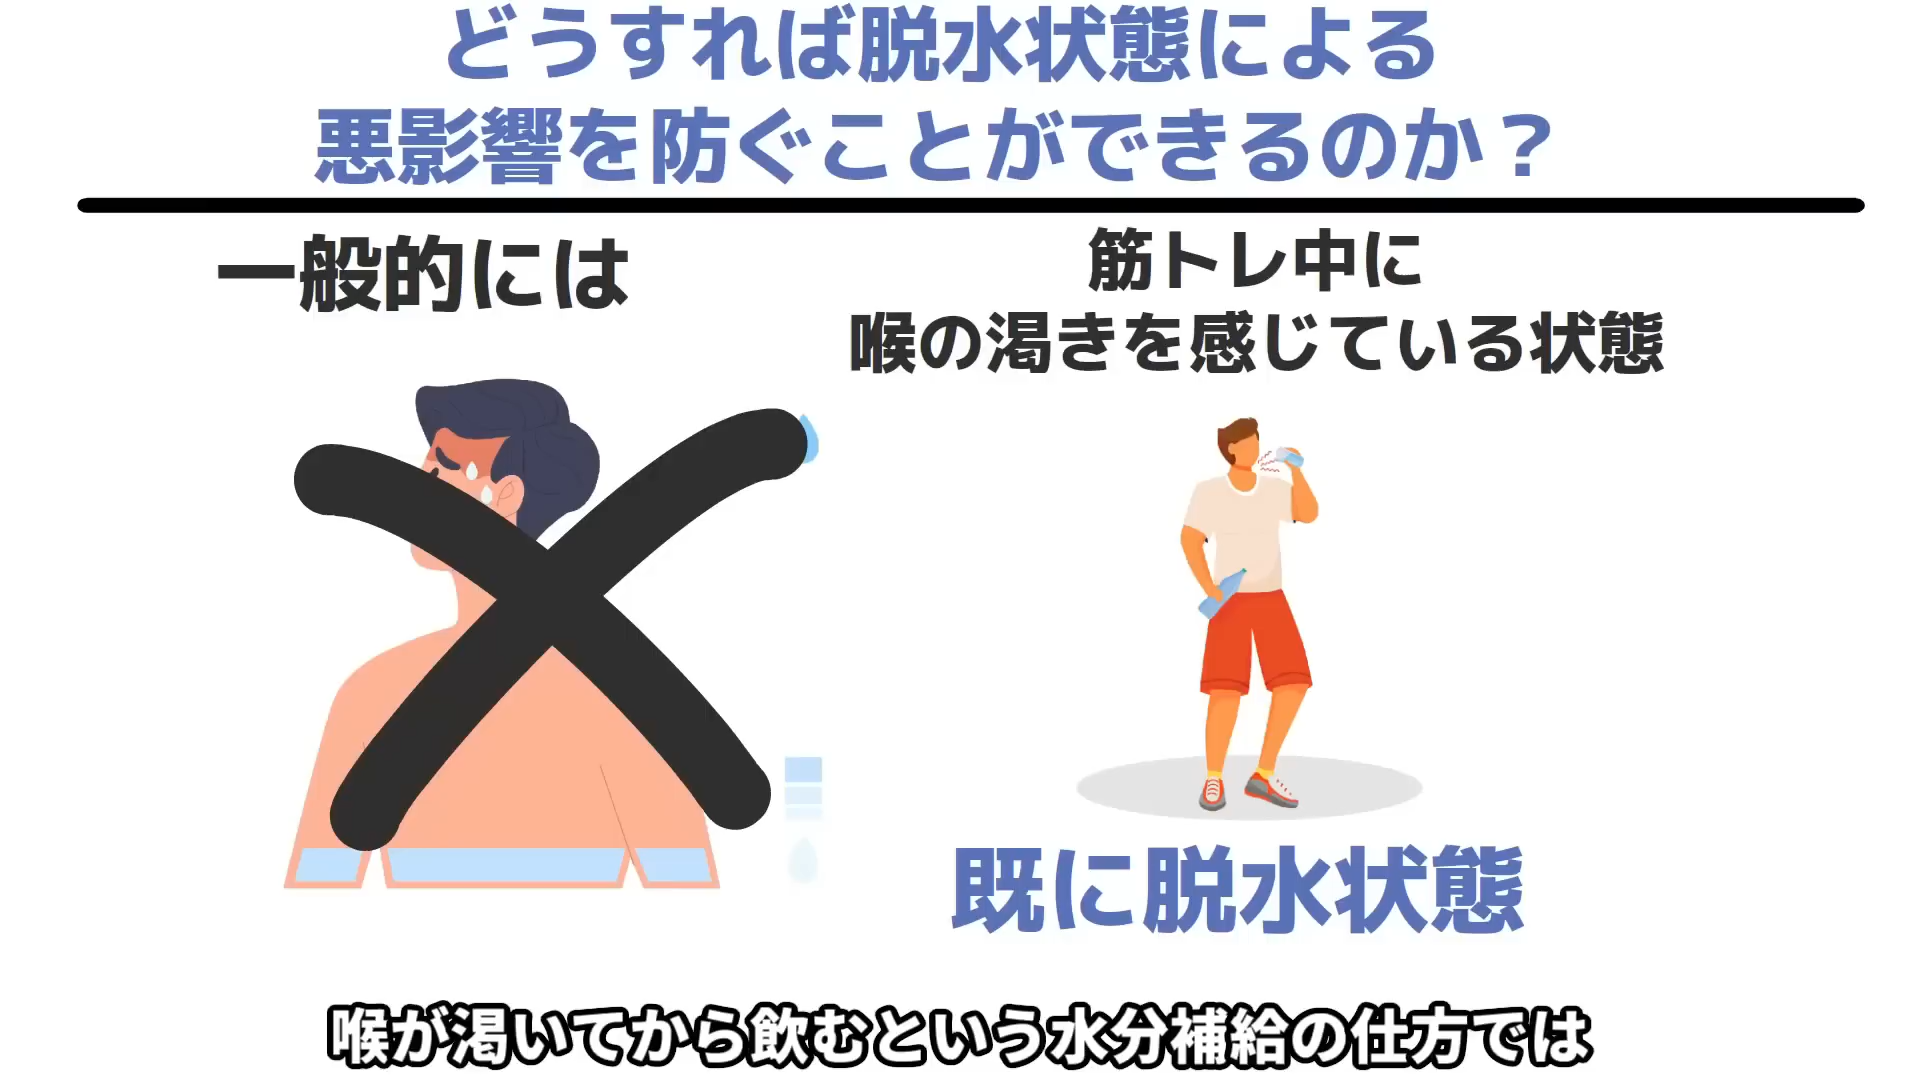 どうすれば脱水状態による
悪影響を防ぐことができるのか？
一般的には
筋トレ中に
喉の渇きを感じている状態
既に脱水状態
喉が渇いてから飲むという水分補給の仕方では